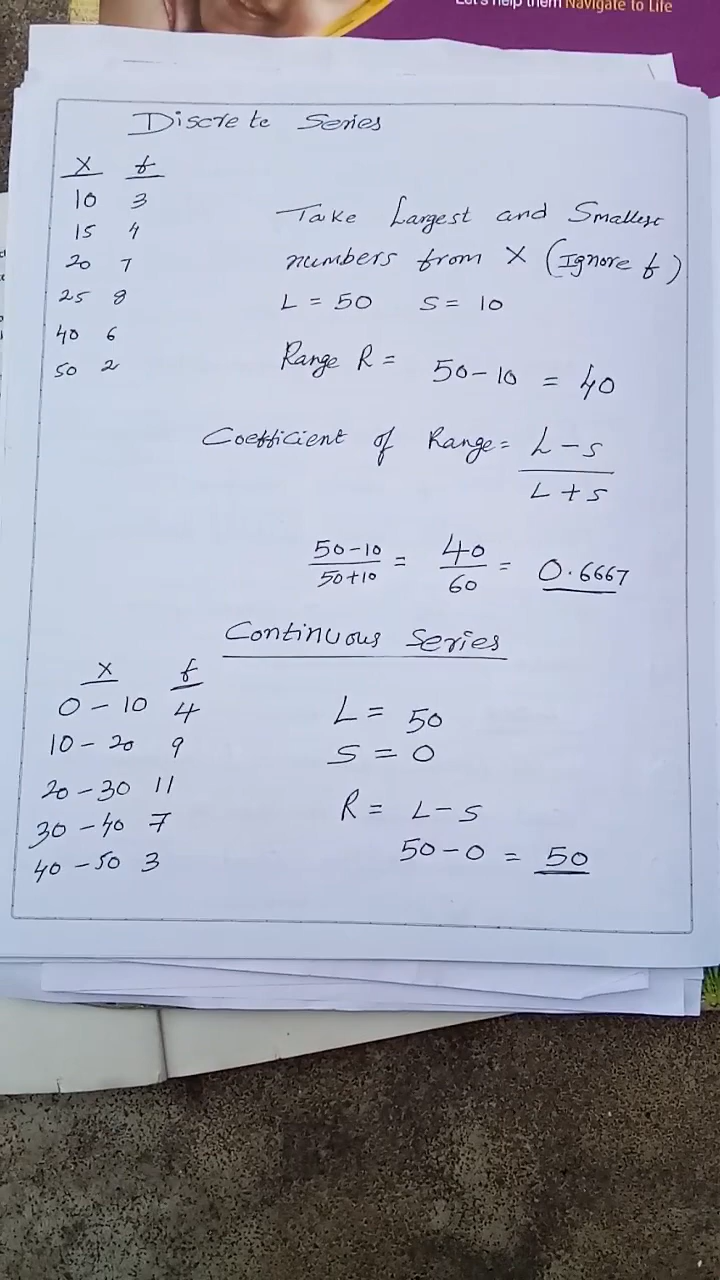 Let's help them Navigate to Life
Discrete Series
X f
10 3
15 4
20 7
25 8
40 6
50 2
Take Largest and Smallest
numbers from X (Ignore f)
L = 50 S = 10
Range R = 50-10 = 40
Coefficient of Range = L-S
L+S
50-10 = 40 = 0.6667
50+10 60
Continuous Series
X f
0-10 4
10-20 9
20-30 11
30-40 7
40-50 3
L = 50
S = 0
R = L-S
50-0 = 50